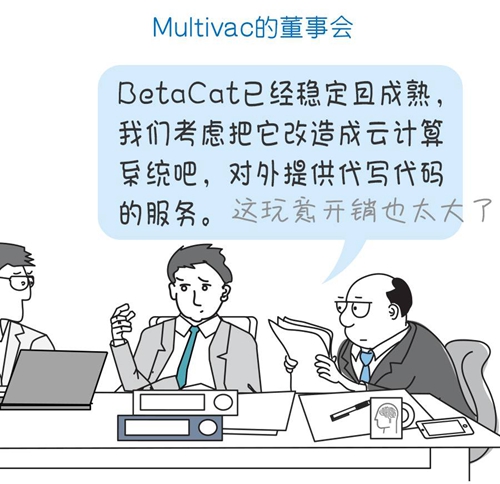 Multivac的董事会
BetaCat已经稳定且成熟，
我们考虑把它改造成云计算
系统吧，对外提供代写代码
的服务。这玩意开销也太大了